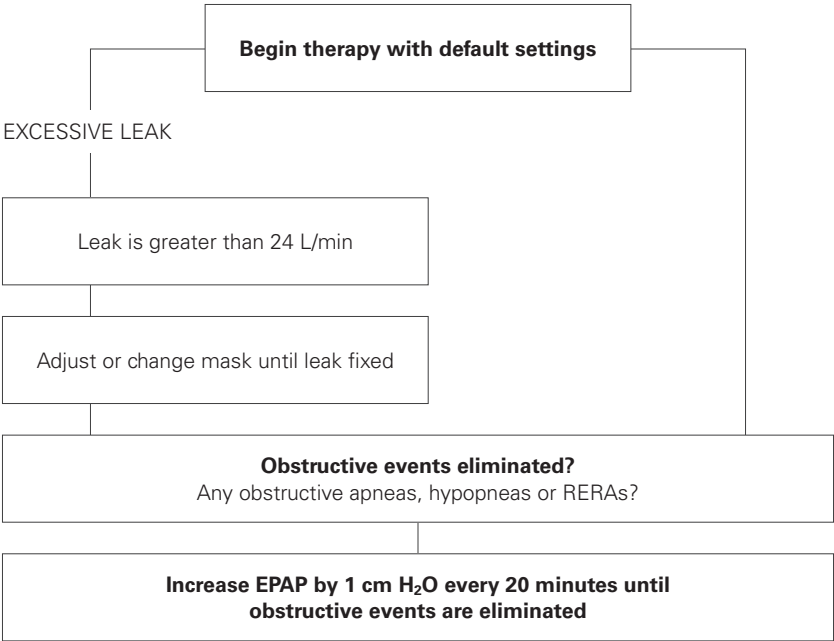 Begin therapy with default settings
EXCESSIVE LEAK
Leak is greater than 24 L/min
Adjust or change mask until leak fixed
Obstructive events eliminated?
Any obstructive apneas, hypopneas or RERAs?
Increase EPAP by 1 cm H₂O every 20 minutes until
obstructive events are eliminated